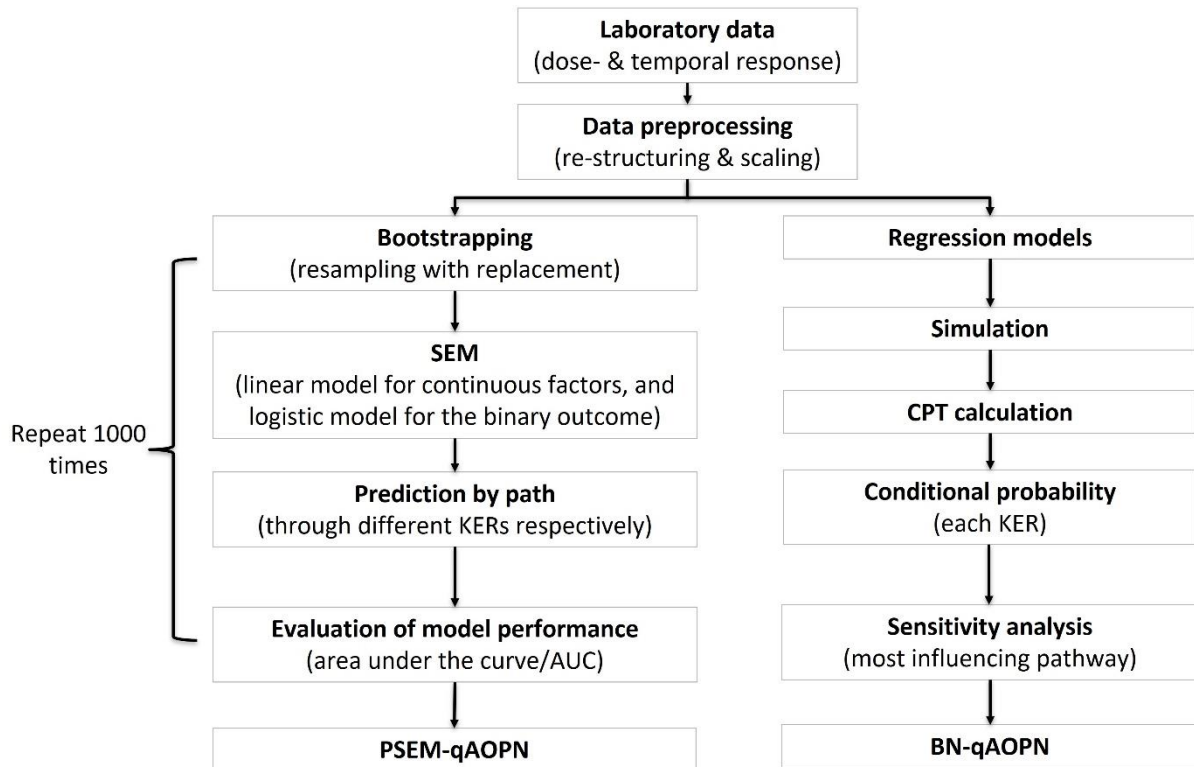 Laboratory data
(dose- & temporal response)
Data preprocessing
(re-structuring & scaling)
Bootstrapping
(resampling with replacement)
SEM
(linear model for continuous factors, and
logistic model for the binary outcome)
Prediction by path
(through different KERs respectively)
Evaluation of model performance
(area under the curve/AUC)
PSEM-qAOPN
Repeat 1000
times
Regression models
Simulation
CPT calculation
Conditional probability
(each KER)
Sensitivity analysis
(most influencing pathway)
BN-qAOPN